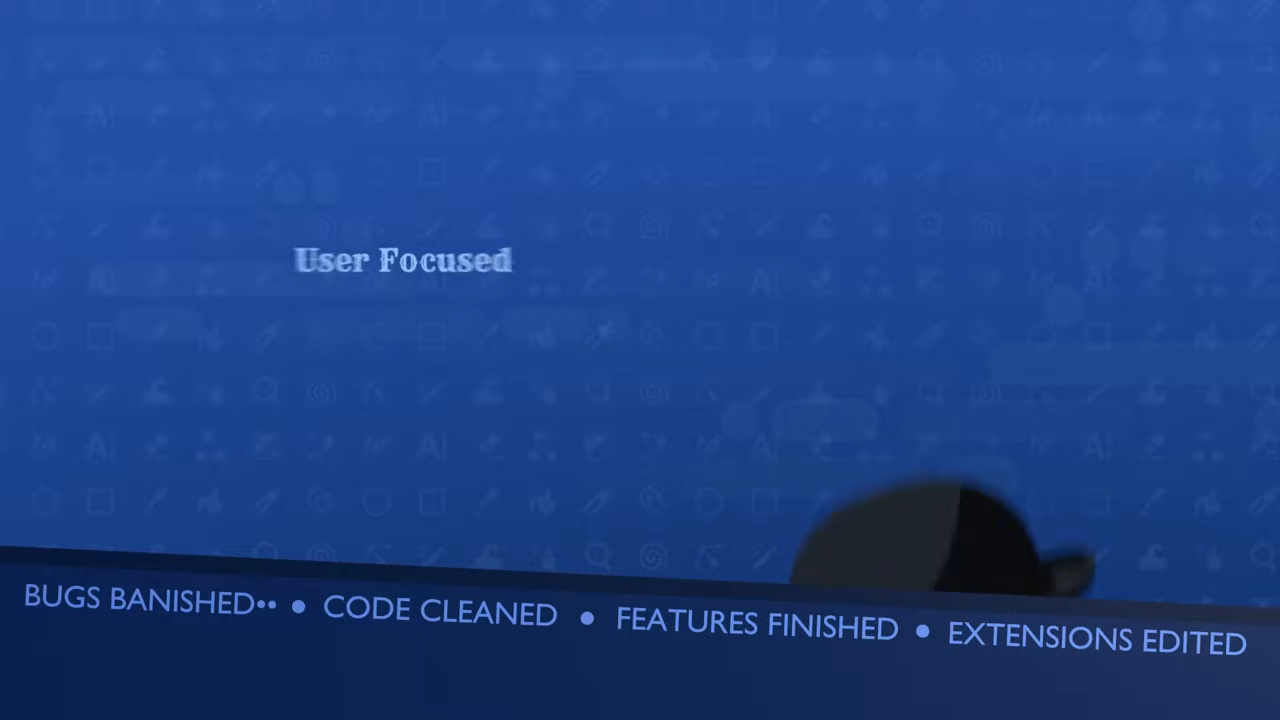 User Focused
BUGS BANISHED•• ● CODE CLEANED ● FEATURES FINISHED ● EXTENSIONS EDITED